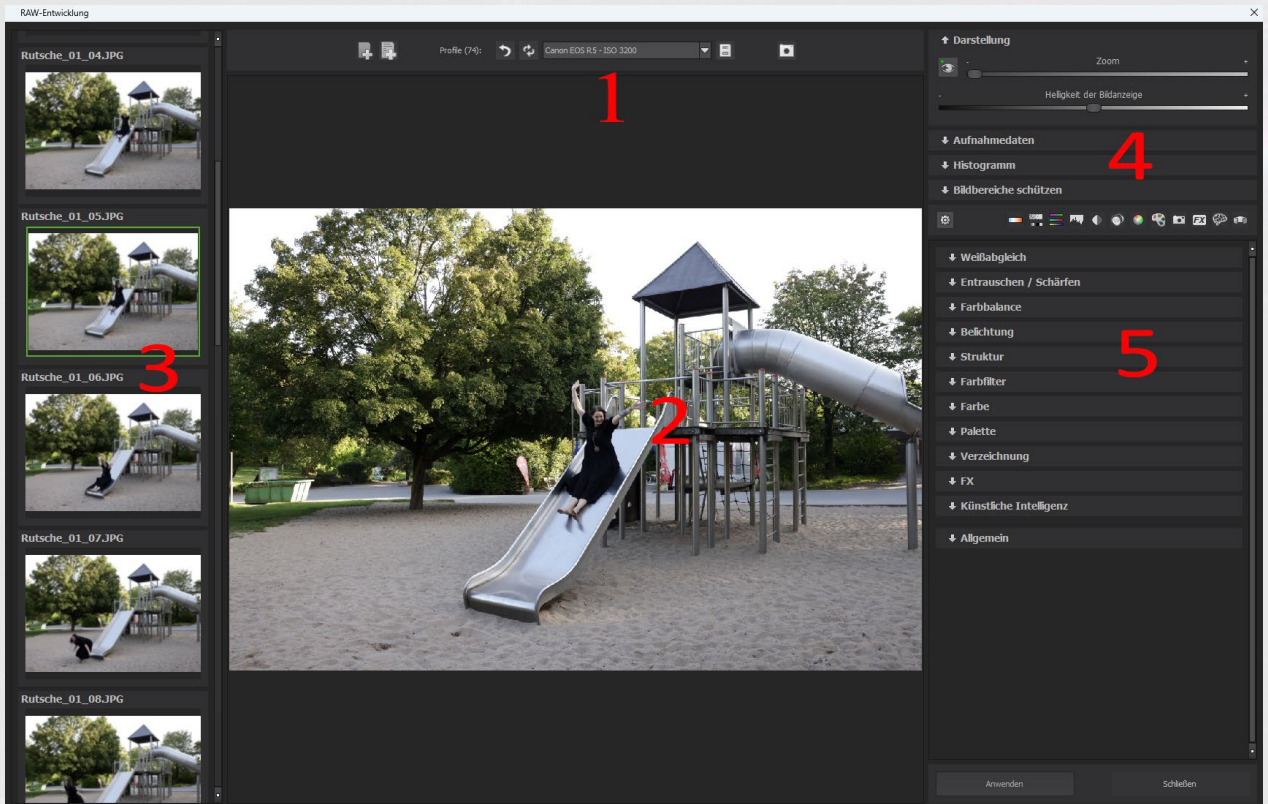 RAW-Entwicklung
Rutsche_01_04.JPG
Rutsche_01_05.JPG
3
Rutsche_01_06.JPG
Rutsche_01_07.JPG
Rutsche_01_08.JPG
Profile (74):
Canon EOS R5 - ISO 3200
1
2
Darstellung
- Zoom +
- Helligkeit der Bildanzeige +
Aufnahmedaten
4
Histogramm
Bildbereiche schützen
FX
Weißabgleich
Entrauschen / Schärfen
Farbbalance
Belichtung
5
Struktur
Farbfilter
Farbe
Palette
Verzeichnung
FX
Künstliche Intelligenz
Allgemein
Anwenden
Schließen